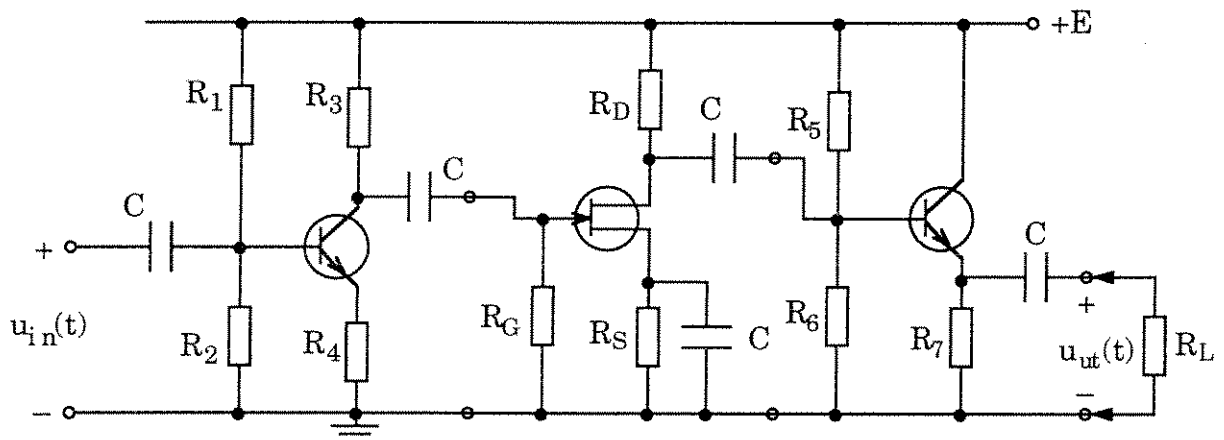 +E
R1
R3
RD
C
R5
C
C
C
+
uin(t)
R2
R4
RG
RS
C
R6
R7
+
uut(t)
RL
−
−